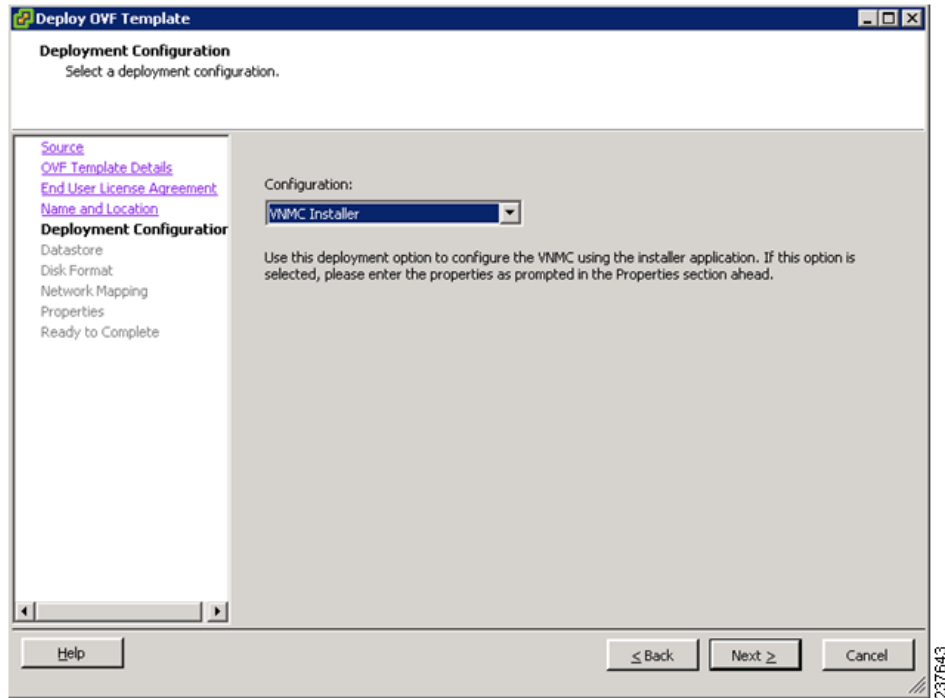 Deploy OVF Template
Deployment Configuration
Select a deployment configuration.
Source
OVF Template Details
End User License Agreement
Name and Location
Deployment Configuration
Datastore
Disk Format
Network Mapping
Properties
Ready to Complete
Configuration:
VNMC Installer
Use this deployment option to configure the VNMC using the installer application. If this option is
selected, please enter the properties as prompted in the Properties section ahead.
Help
≤ Back
Next ≥
Cancel
237643